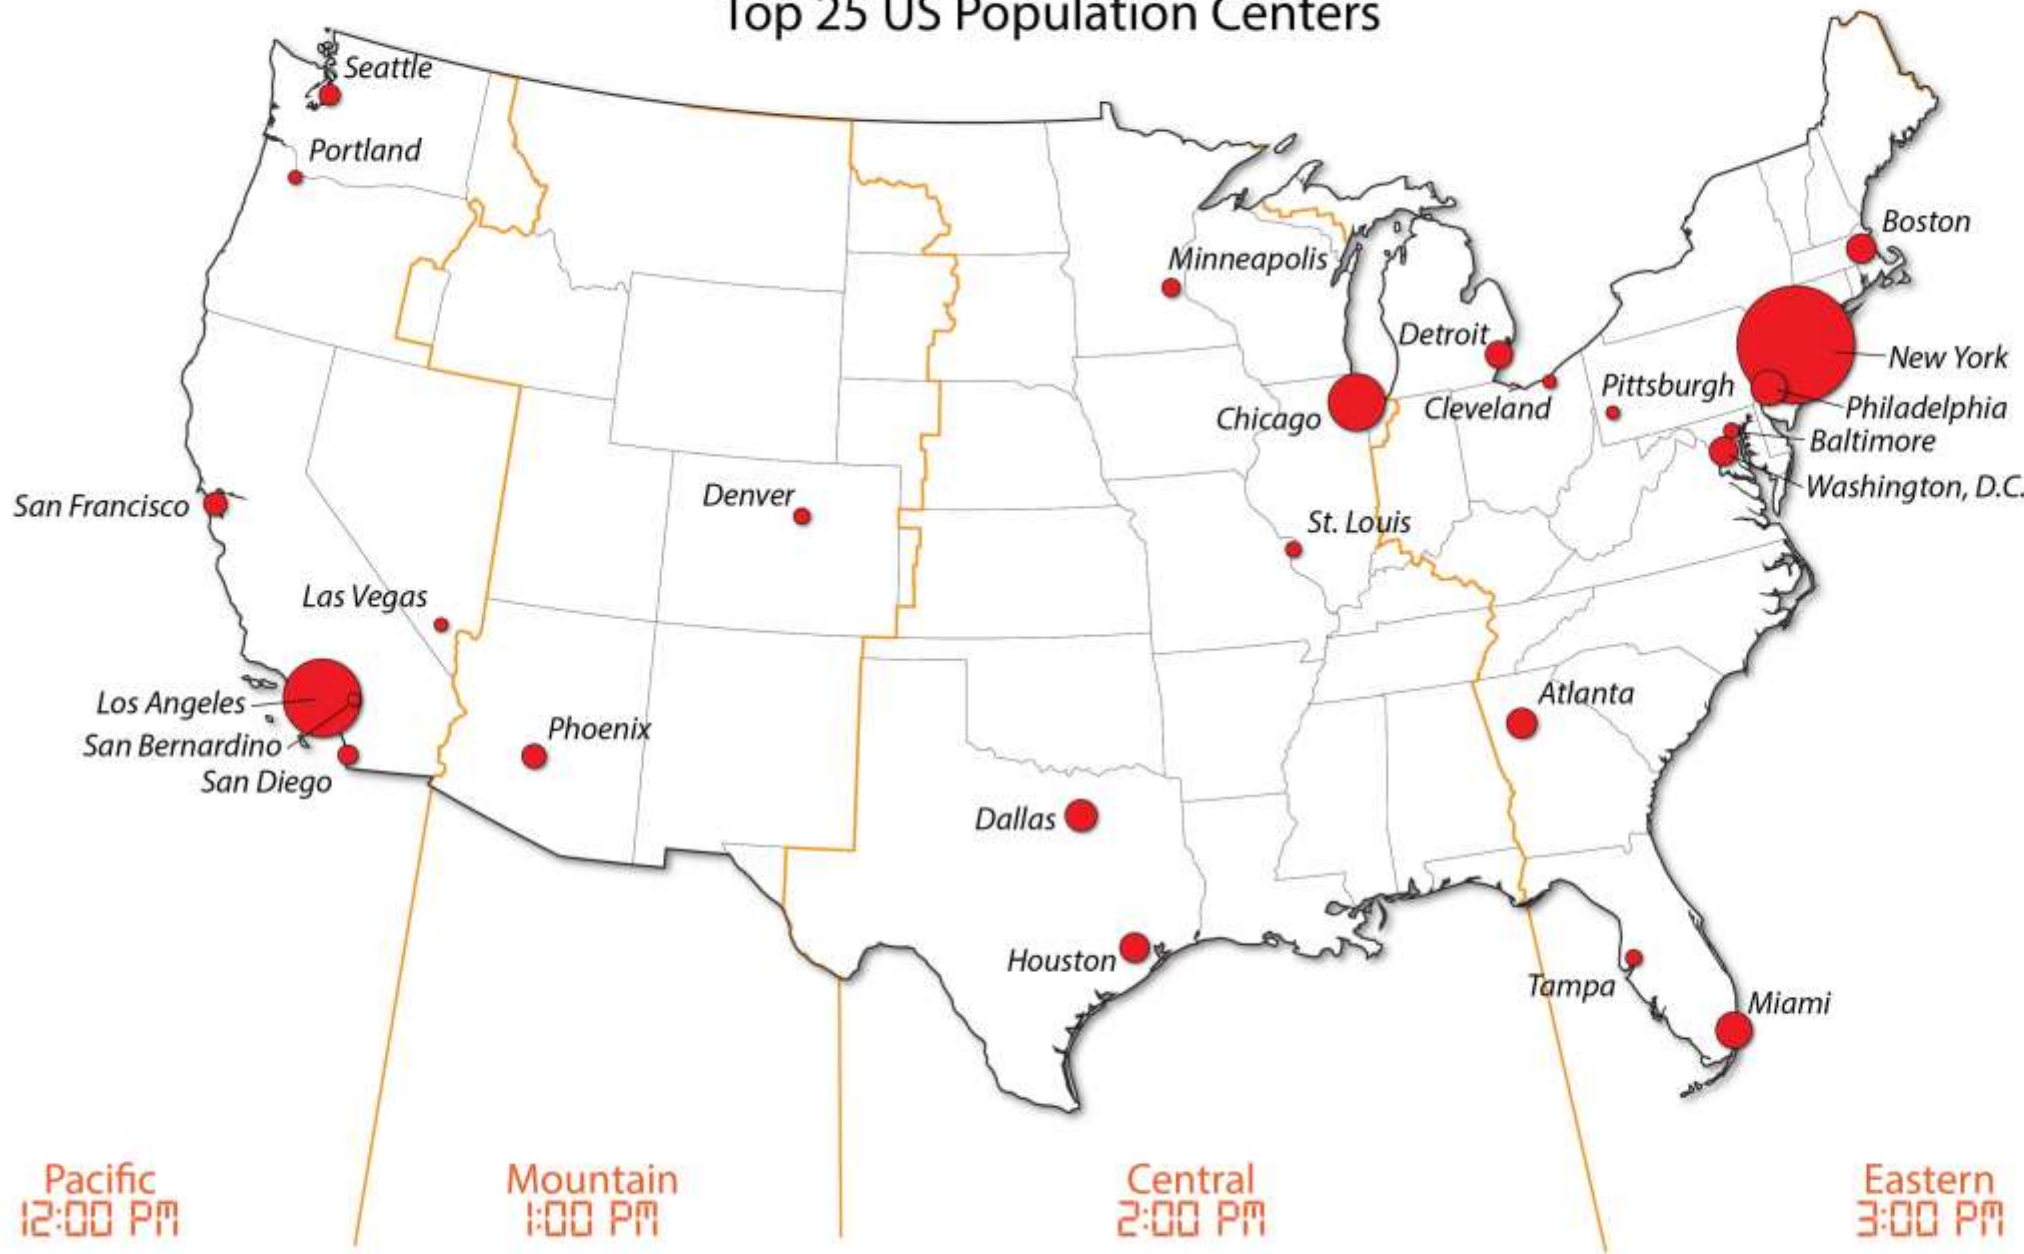 Top 25 US Population Centers
Seattle
Portland
Boston
Minneapolis
Detroit
New York
Pittsburgh
Chicago
Cleveland
Philadelphia
Baltimore
Washington, D.C.
Denver
San Francisco
St. Louis
Las Vegas
Atlanta
Los Angeles
Phoenix
San Bernardino
San Diego
Dallas
Houston
Tampa
Miami
Pacific
12:00 PM
Mountain
1:00 PM
Central
2:00 PM
Eastern
3:00 PM